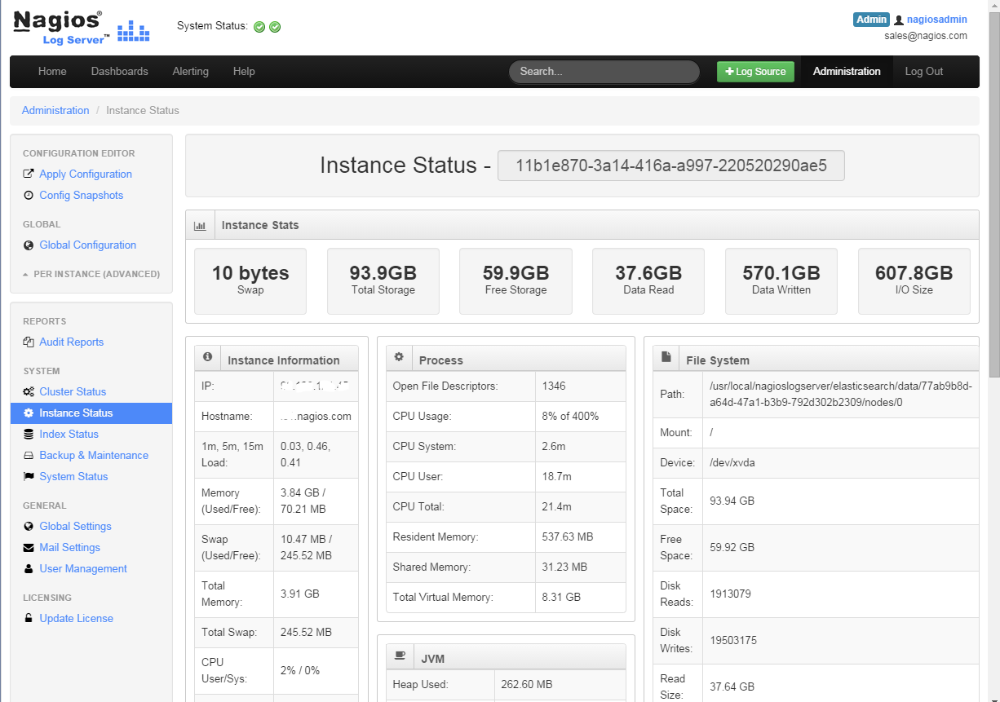 Nagios®
Log Server™
System Status:
Admin nagiosadmin
sales@nagios.com
Home Dashboards Alerting Help Search... Log Source Administration Log Out
Administration / Instance Status
CONFIGURATION EDITOR
Apply Configuration
Config Snapshots
GLOBAL
Global Configuration
PER INSTANCE (ADVANCED)
REPORTS
Audit Reports
SYSTEM
Cluster Status
Instance Status
Index Status
Backup & Maintenance
System Status
GENERAL
Global Settings
Mail Settings
User Management
LICENSING
Update License
Instance Status - 11b1e870-3a14-416a-a997-220520290ae5
Instance Stats
10 bytes
Swap
93.9GB
Total Storage
59.9GB
Free Storage
37.6GB
Data Read
570.1GB
Data Written
607.8GB
I/O Size
Instance Information
IP:
Hostname: .nagios.com
1m, 5m, 15m
Load:
0.03, 0.46,
0.41
Memory
(Used/Free):
3.84 GB /
70.21 MB
Swap
(Used/Free):
10.47 MB /
245.52 MB
Total
Memory:
3.91 GB
Total Swap: 245.52 MB
CPU
User/Sys:
2% / 0%
Process
Open File Descriptors: 1346
CPU Usage: 8% of 400%
CPU System: 2.6m
CPU User: 18.7m
CPU Total: 21.4m
Resident Memory: 537.63 MB
Shared Memory: 31.23 MB
Total Virtual Memory: 8.31 GB
JVM
Heap Used: 262.60 MB
File System
Path:
/usr/local/nagioslogserver/elasticsearch/data/77ab9b8d-
a64d-47a1-b3b9-792d302b2309/nodes/0
Mount: /
Device: /dev/xvda
Total
Space:
93.94 GB
Free
Space:
59.92 GB
Disk
Reads:
1913079
Disk
Writes:
19503175
Read
Size:
37.64 GB